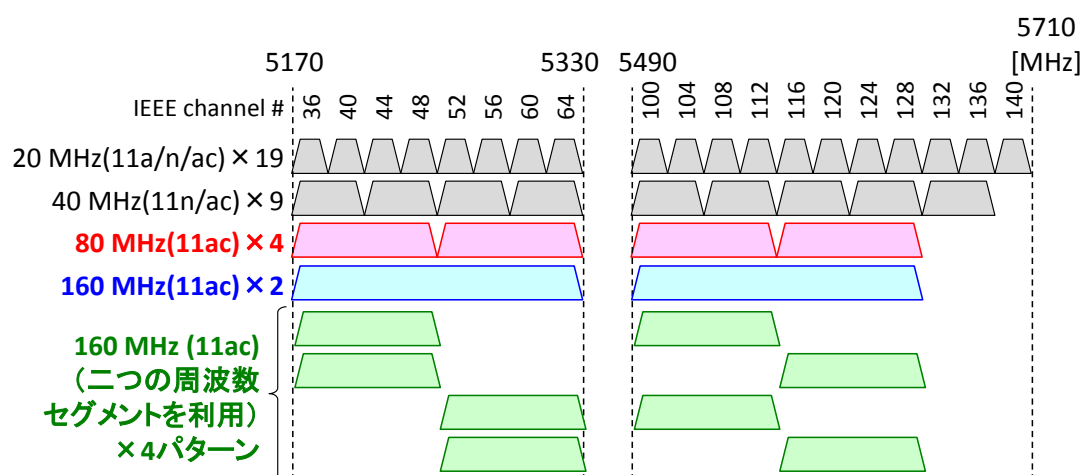 5710
5170 5330 5490 [MHz]
IEEE channel # 36 40 44 48 52 56 60 64 100 104 108 112 116 120 124 128 132 136 140
20 MHz(11a/n/ac) × 19
40 MHz(11n/ac) × 9
80 MHz(11ac) × 4
160 MHz(11ac) × 2
160 MHz (11ac)
（二つの周波数
セグメントを利用）
×4パターン